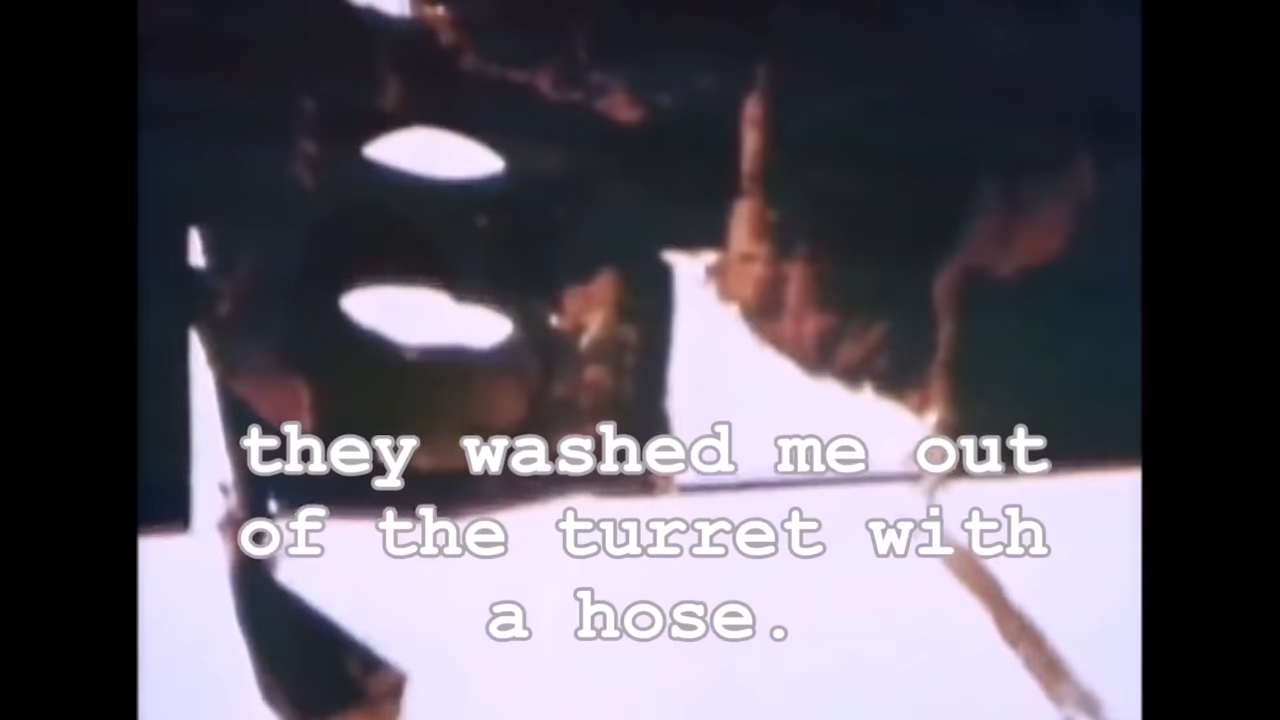 they washed me out
of the turret with
a hose.